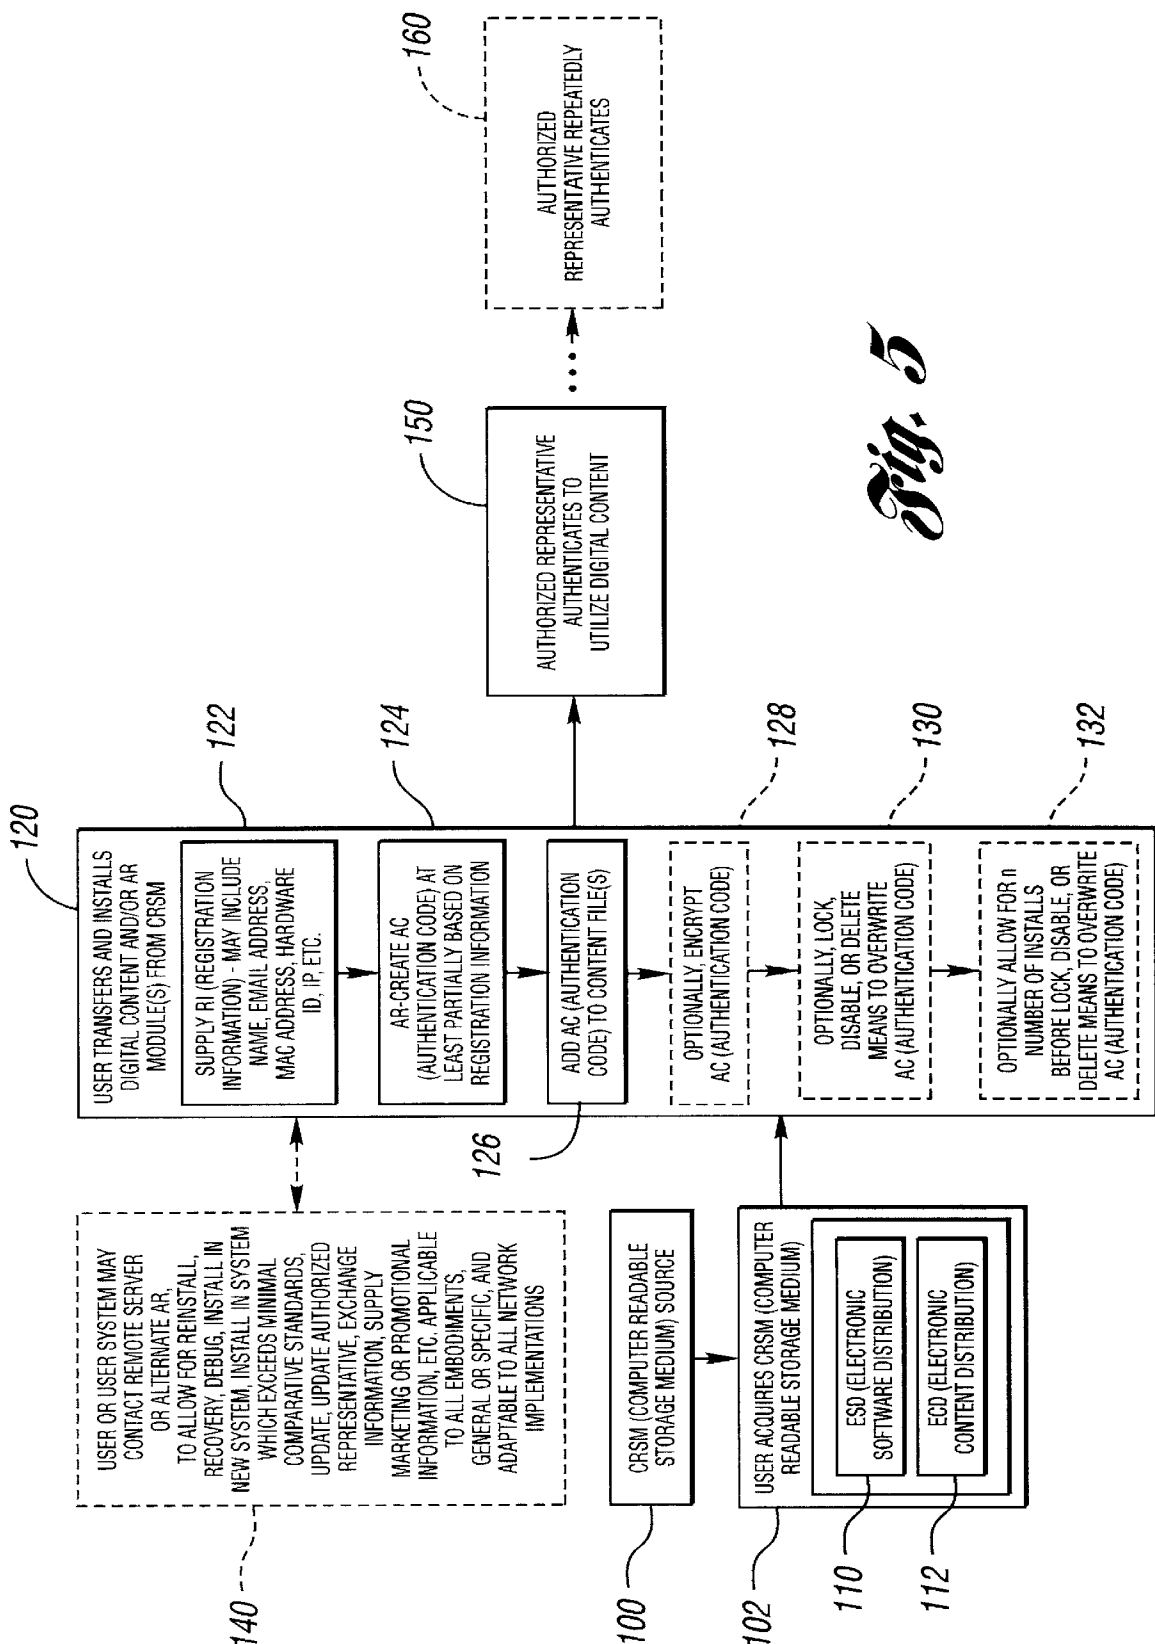 USER OR USER SYSTEM MAY
CONTACT REMOTE SERVER
OR ALTERNATE AR,
TO ALLOW FOR REINSTALL,
RECOVERY, DEBUG, INSTALL IN
NEW SYSTEM, INSTALL IN SYSTEM
WHICH EXCEEDS MINIMAL
COMPARATIVE STANDARDS,
UPDATE, UPDATE AUTHORIZED
REPRESENTATIVE, EXCHANGE
INFORMATION, SUPPLY
MARKETING OR PROMOTIONAL
INFORMATION, ETC. APPLICABLE
TO ALL EMBODIMENTS,
GENERAL OR SPECIFIC, AND
ADAPTABLE TO ALL NETWORK
IMPLEMENTATIONS
140
CRSM (COMPUTER READABLE
STORAGE MEDIUM) SOURCE
100
USER ACQUIRES CRSM (COMPUTER
READABLE STORAGE MEDIUM)
102
ESD (ELECTRONIC
SOFTWARE DISTRIBUTION)
110
ECD (ELECTRONIC
CONTENT DISTRIBUTION)
112
120
USER TRANSFERS AND INSTALLS
DIGITAL CONTENT AND/OR AR
MODULE(S) FROM CRSM
SUPPLY RI (REGISTRATION
INFORMATION) - MAY INCLUDE
NAME, EMAIL ADDRESS,
MAC ADDRESS, HARDWARE
ID, IP, ETC.
122
AR-CREATE AC
(AUTHENTICATION CODE) AT
LEAST PARTIALLY BASED ON
REGISTRATION INFORMATION
124
ADD AC (AUTHENTICATION
CODE) TO CONTENT FILE(S)
126
OPTIONALLY, ENCRYPT
AC (AUTHENTICATION CODE)
128
OPTIONALLY, LOCK,
DISABLE, OR DELETE
MEANS TO OVERWRITE
AC (AUTHENTICATION CODE)
130
OPTIONALLY ALLOW FOR n
NUMBER OF INSTALLS
BEFORE LOCK, DISABLE, OR
DELETE MEANS TO OVERWRITE
AC (AUTHENTICATION CODE)
132
AUTHORIZED REPRESENTATIVE
AUTHENTICATES TO
UTILIZE DIGITAL CONTENT
150
AUTHORIZED
REPRESENTATIVE REPEATEDLY
AUTHENTICATES
160
Fig. 5